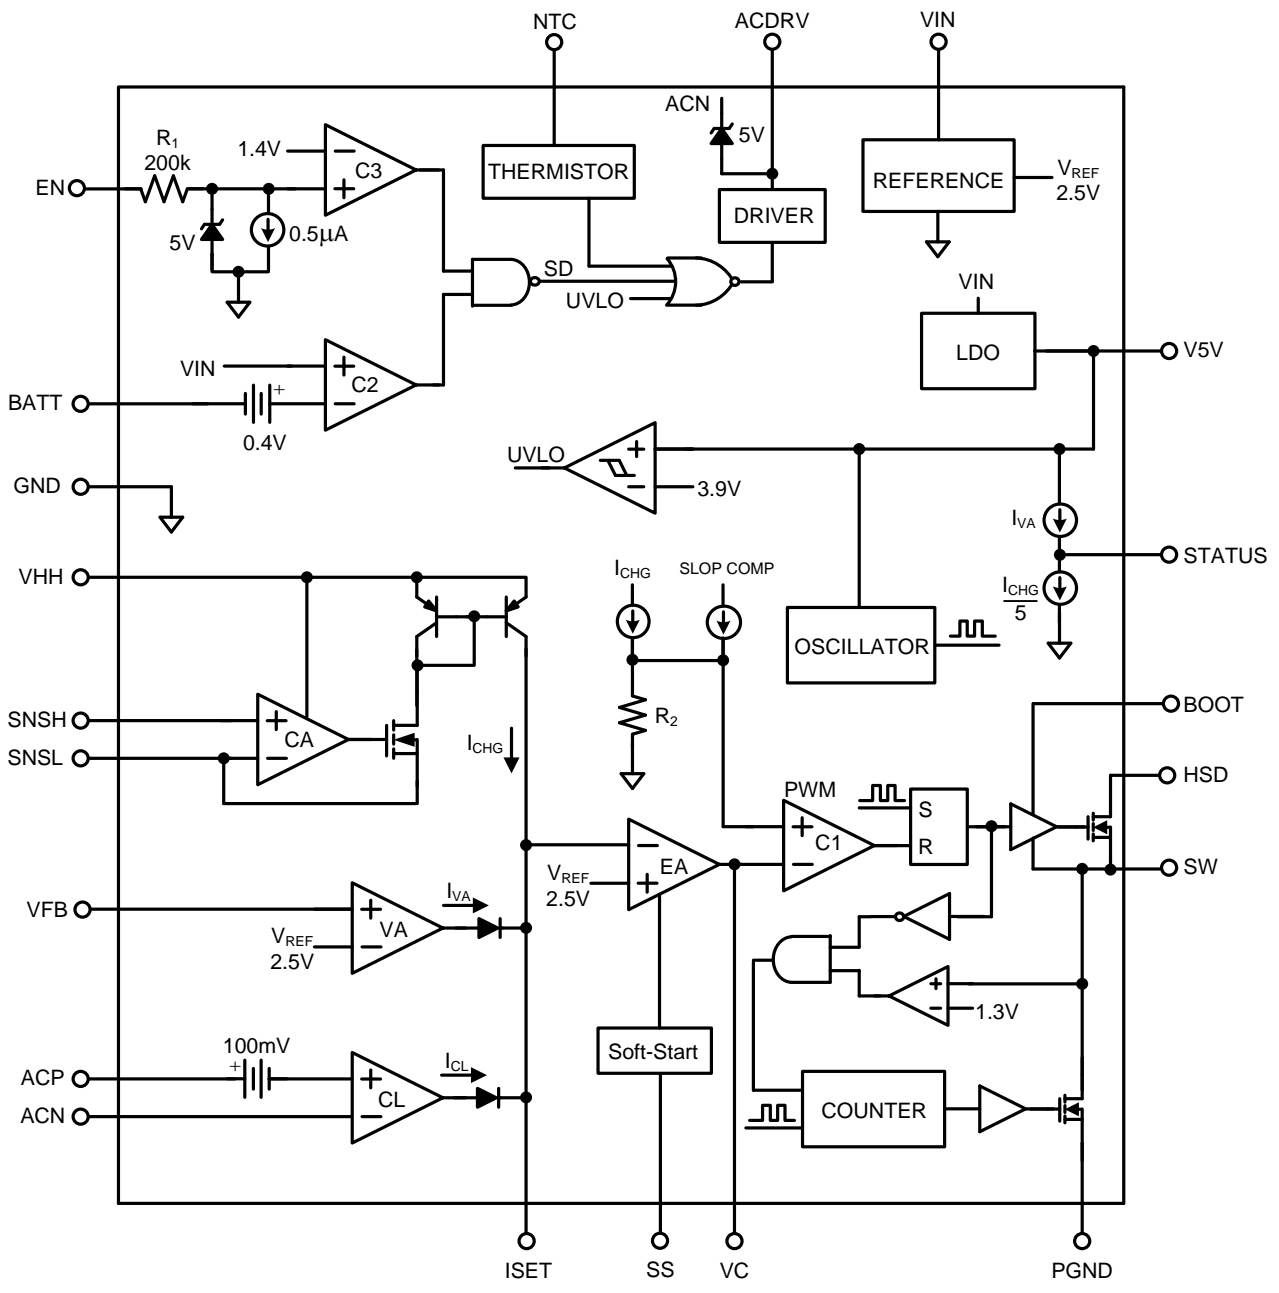 NTC
ACDRV
VIN
ACN
5V
R1
200k
1.4V
−
C3
+
EN
5V
0.5μA
THERMISTOR
DRIVER
REFERENCE
VREF
2.5V
SD
UVLO
VIN
LDO
V5V
VIN
+
C2
−
BATT
+
0.4V
UVLO
+
−
3.9V
GND
IVA
STATUS
ICHG
5
VHH
ICHG
SLOP COMP
OSCILLATOR
R2
BOOT
SNSH
SNSL
+
CA
−
ICHG
HSD
PWM
+
C1
−
S
R
−
EA
+
VREF
2.5V
SW
VFB
+
VA
−
VREF
2.5V
IVA
+
−
1.3V
Soft-Start
100mV
+
ACP
ACN
+
CL
−
ICL
COUNTER
ISET
SS
VC
PGND